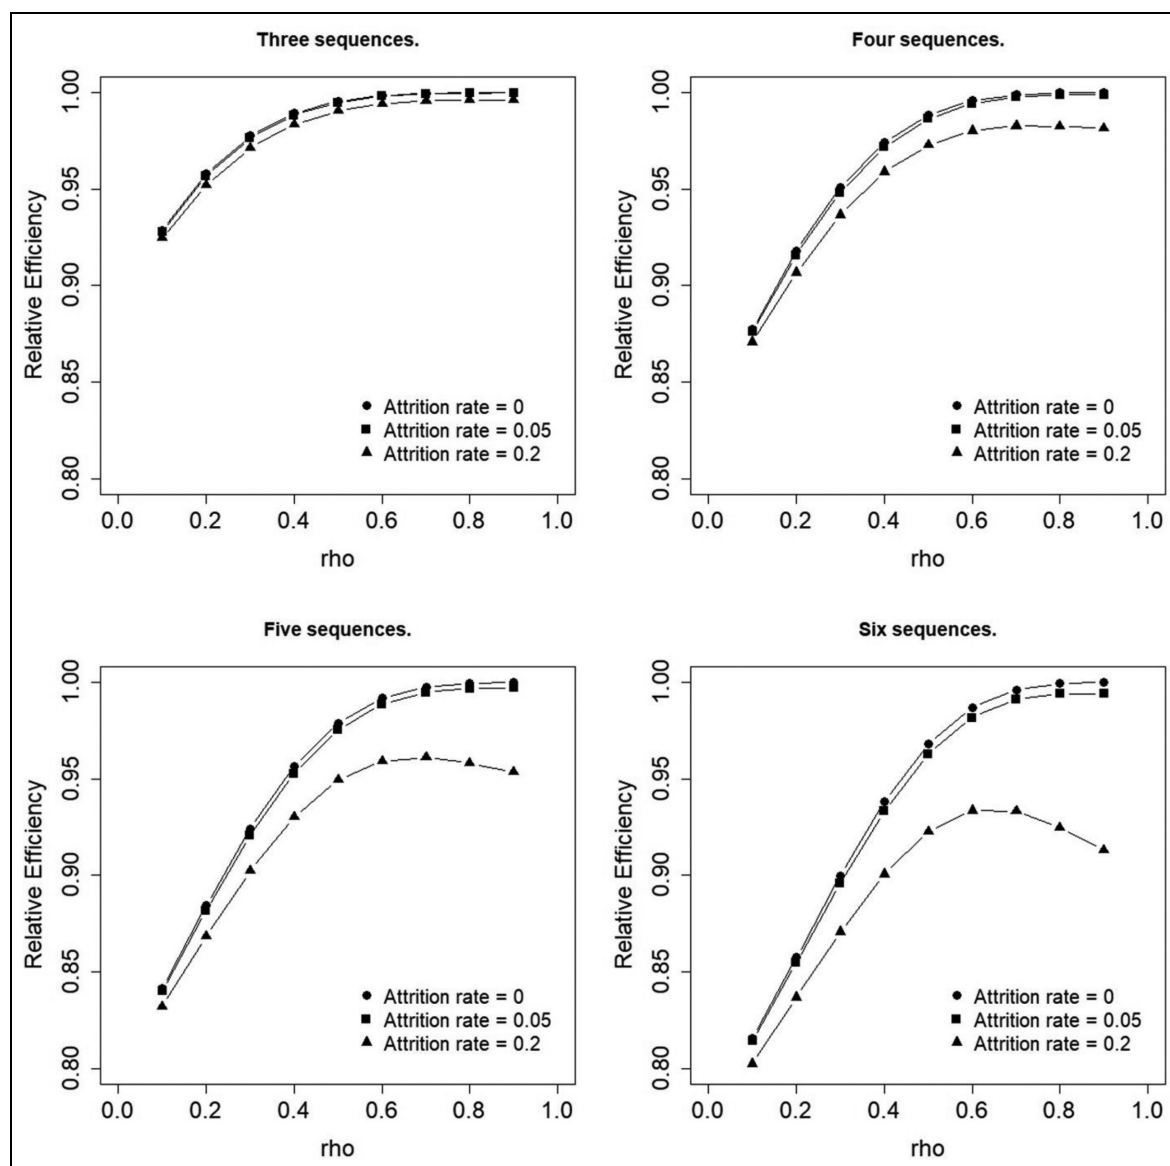 Three sequences.
Relative Efficiency
1.00
0.95
0.90
0.85
0.80
Attrition rate = 0
Attrition rate = 0.05
Attrition rate = 0.2
0.0 0.2 0.4 0.6 0.8 1.0
rho
Four sequences.
Relative Efficiency
1.00
0.95
0.90
0.85
0.80
Attrition rate = 0
Attrition rate = 0.05
Attrition rate = 0.2
0.0 0.2 0.4 0.6 0.8 1.0
rho
Five sequences.
Relative Efficiency
1.00
0.95
0.90
0.85
0.80
Attrition rate = 0
Attrition rate = 0.05
Attrition rate = 0.2
0.0 0.2 0.4 0.6 0.8 1.0
rho
Six sequences.
Relative Efficiency
1.00
0.95
0.90
0.85
0.80
Attrition rate = 0
Attrition rate = 0.05
Attrition rate = 0.2
0.0 0.2 0.4 0.6 0.8 1.0
rho